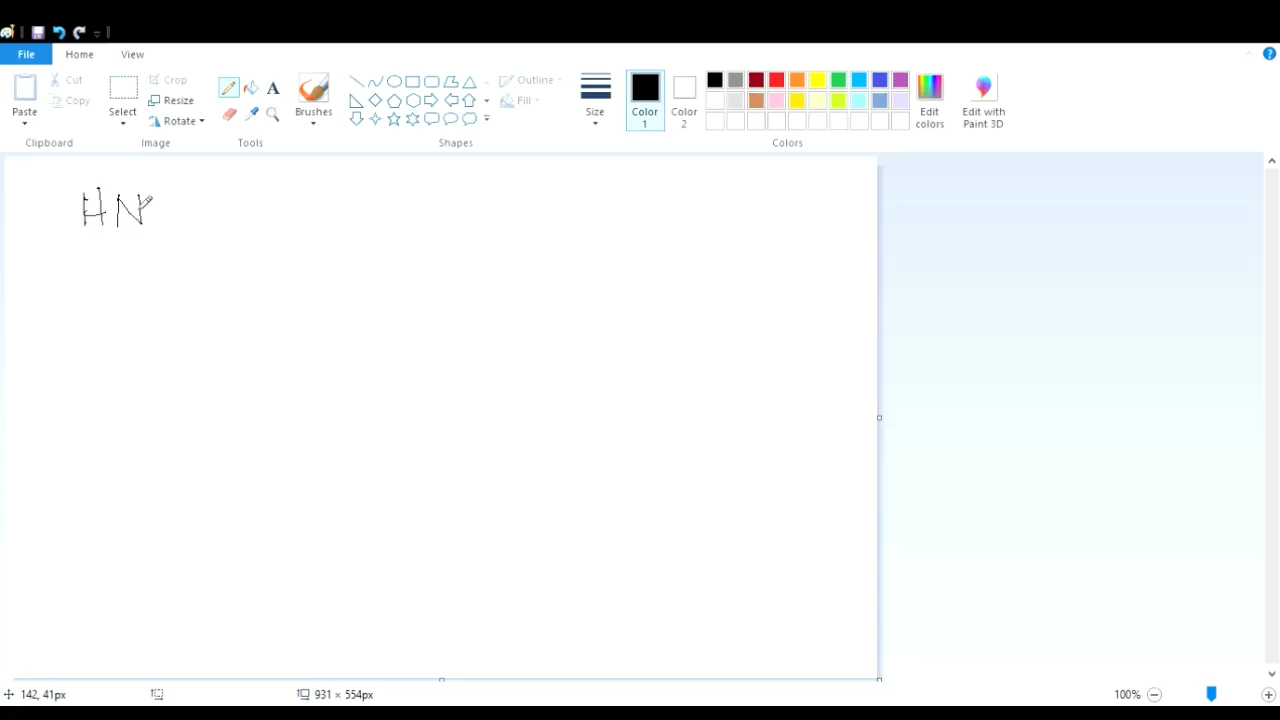 File Home View
Cut Crop Outline
Copy Resize Fill
Paste Select Rotate Brushes Size Color 1 Color 2 Edit colors Edit with Paint 3D
Clipboard Image Tools Shapes Colors
A
HN
142, 41px 931 × 554px 100%